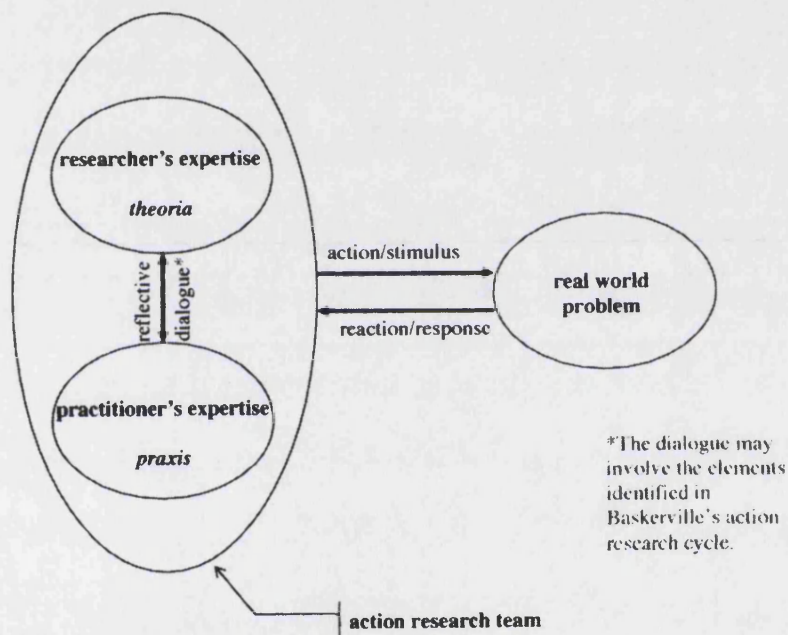 researcher's expertise
theoria
reflective
dialogue*
practitioner's expertise
praxis
action/stimulus
reaction/response
real world
problem
*The dialogue may
involve the elements
identified in
Baskerville's action
research cycle.
action research team